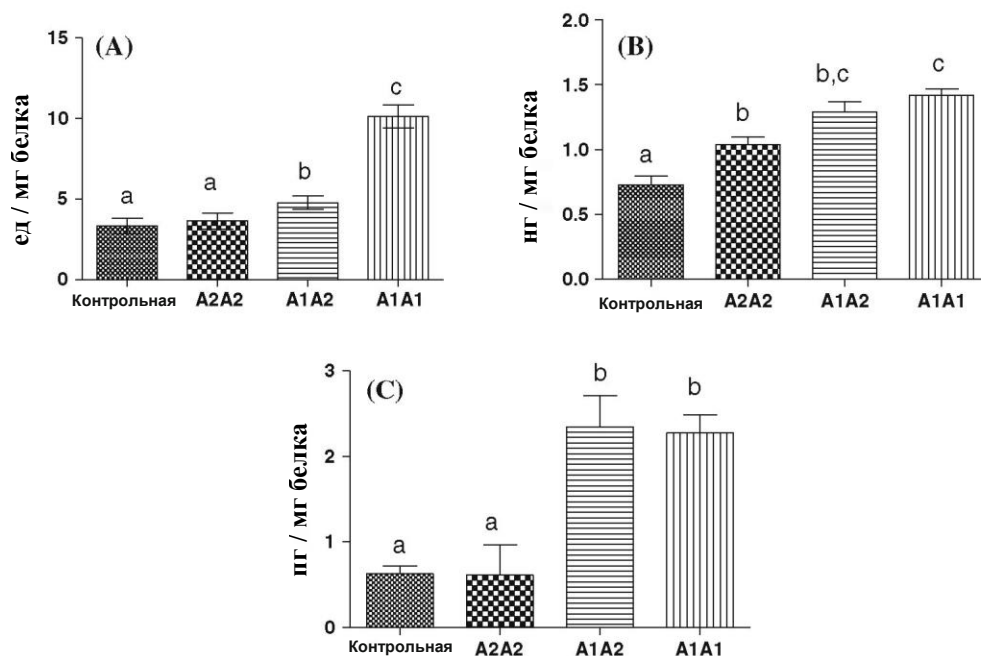 (A)
ед / мг белка
15
10
5
0
a
a
b
c
Контрольная A2A2 A1A2 A1A1
(B)
нг / мг белка
2.0
1.5
1.0
0.5
0.0
a
b
b,c
c
Контрольная A2A2 A1A2 A1A1
(C)
пг / мг белка
3
2
1
0
a
a
b
b
Контрольная A2A2 A1A2 A1A1